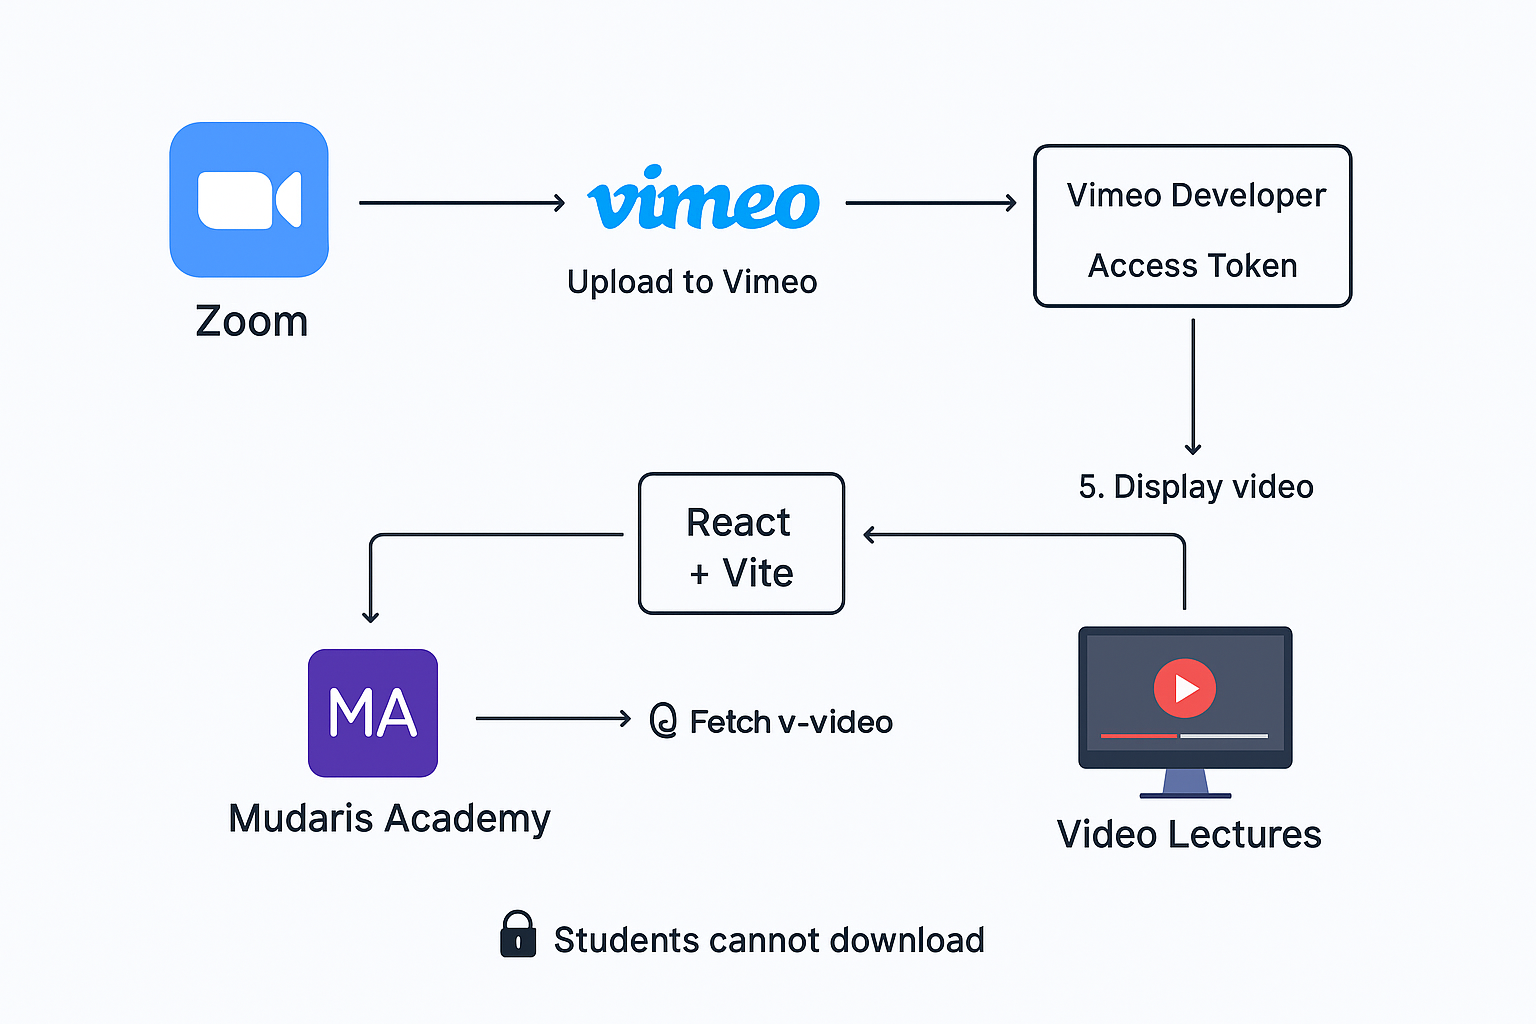 Zoom
vimeo
Upload to Vimeo
Vimeo Developer
Access Token
5. Display video
React
+ Vite
MA
Mudaris Academy
Fetch v-video
Video Lectures
Students cannot download